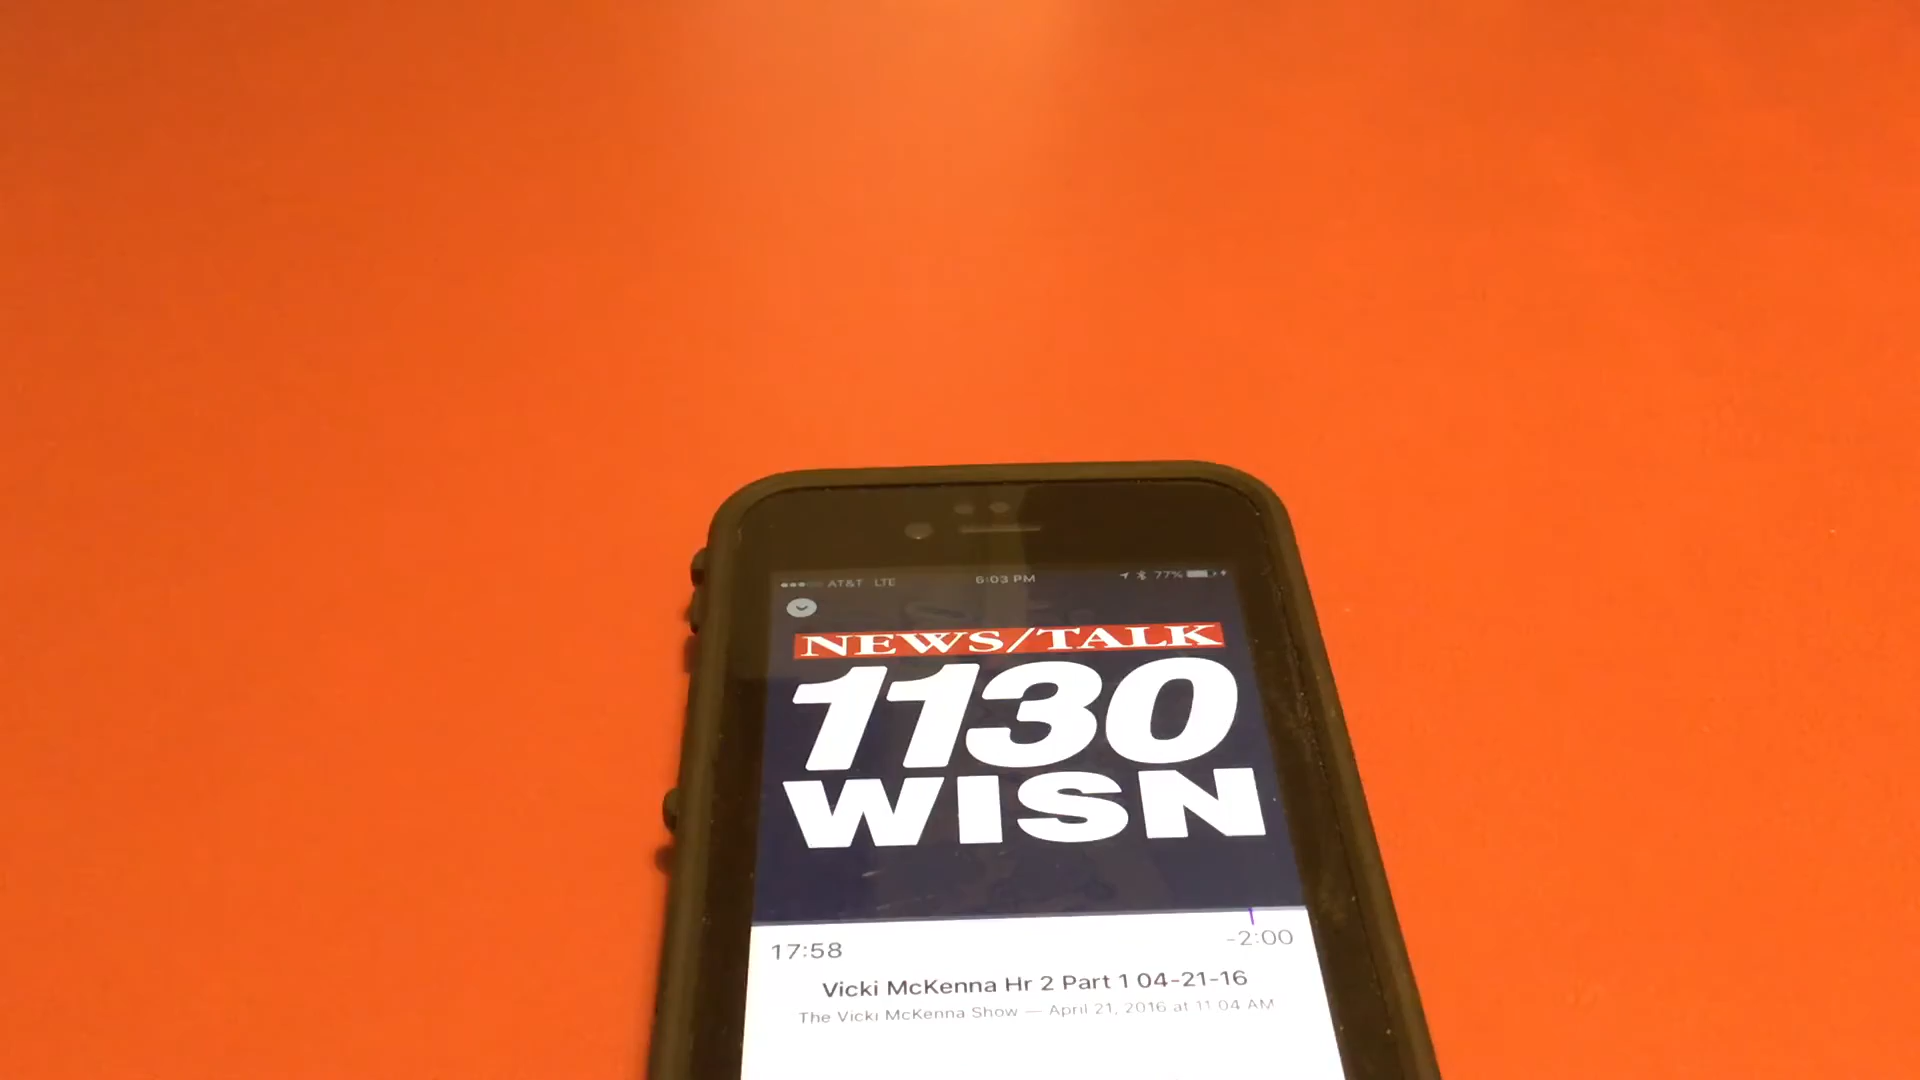 AT&T LTE 6:03 PM 77%
NEWS/TALK
1130
WISN
17:58 -2:00
Vicki McKenna Hr 2 Part 1 04-21-16
The Vicki McKenna Show — April 21, 2016 at 11:04 AM